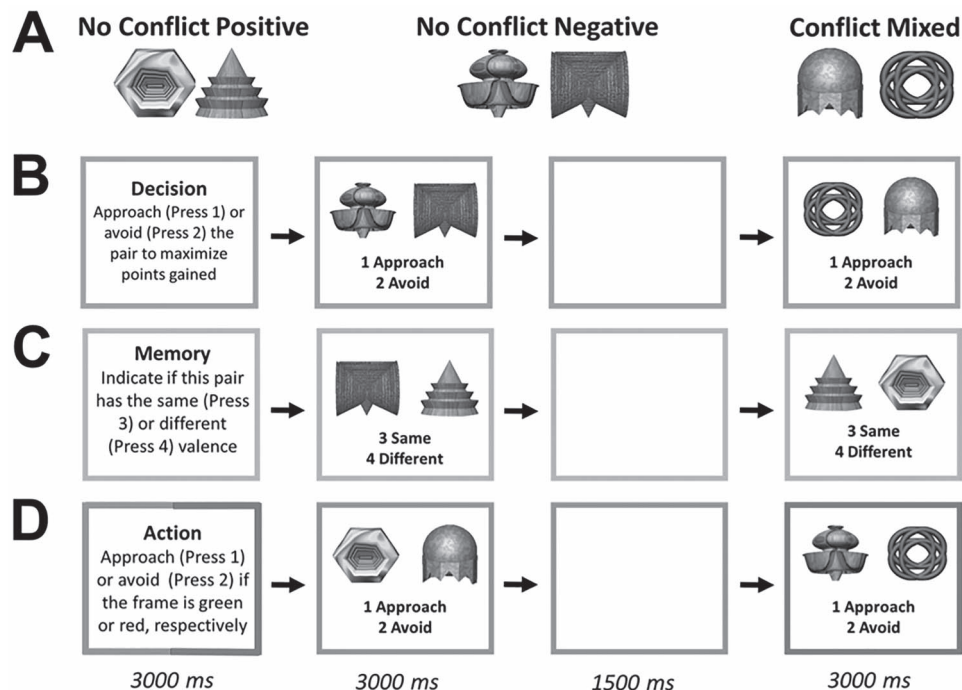 A
No Conflict Positive
No Conflict Negative
Conflict Mixed
B
Decision
Approach (Press 1) or
avoid (Press 2) the
pair to maximize
points gained
1 Approach
2 Avoid
1 Approach
2 Avoid
C
Memory
Indicate if this pair
has the same (Press
3) or different
(Press 4) valence
3 Same
4 Different
3 Same
4 Different
D
Action
Approach (Press 1)
or avoid (Press 2) if
the frame is green
or red, respectively
1 Approach
2 Avoid
1 Approach
2 Avoid
3000 ms
3000 ms
1500 ms
3000 ms